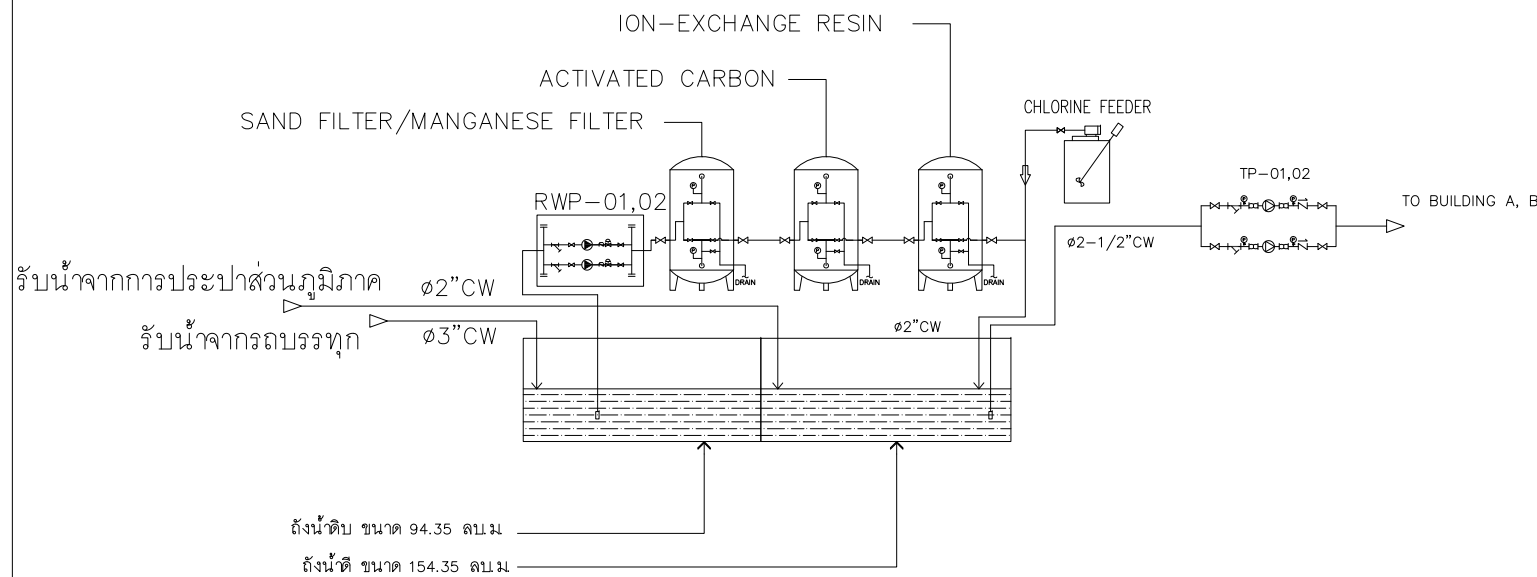 ION-EXCHANGE RESIN
ACTIVATED CARBON
CHLORINE FEEDER
SAND FILTER/MANGANESE FILTER
TP-01,02
RWP-01,02
TO BUILDING A, B
ø2-1/2"CW
รับน้ำจากการประปาส่วนภูมิภาค
ø2"CW
DRAIN
DRAIN
DRAIN
รับน้ำจากรถบรรทุก
ø3"CW
ø2"CW
ถังน้ำดิบ ขนาด 94.35 ลบ.ม.
ถังน้ำดี ขนาด 154.35 ลบ.ม.